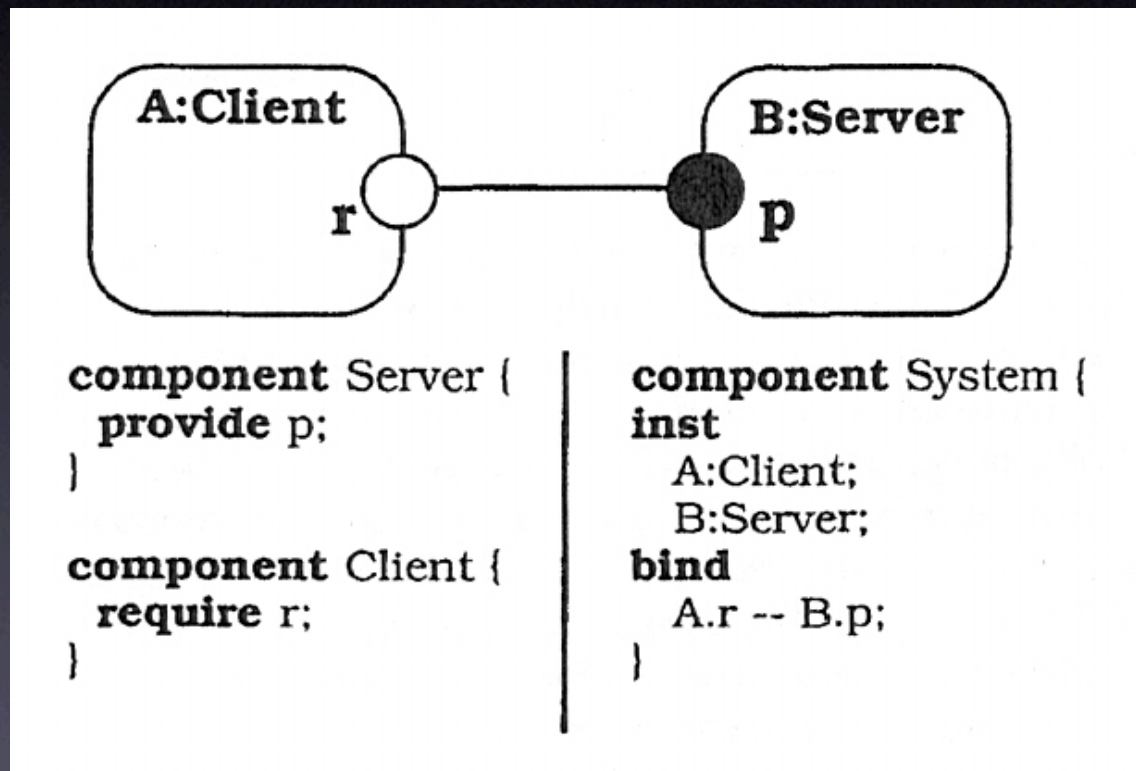 A:Client
B:Server
r
p
component Server {
provide p;
}
component Client {
require r;
}
component System {
inst
A:Client;
B:Server;
bind
A.r -- B.p;
}